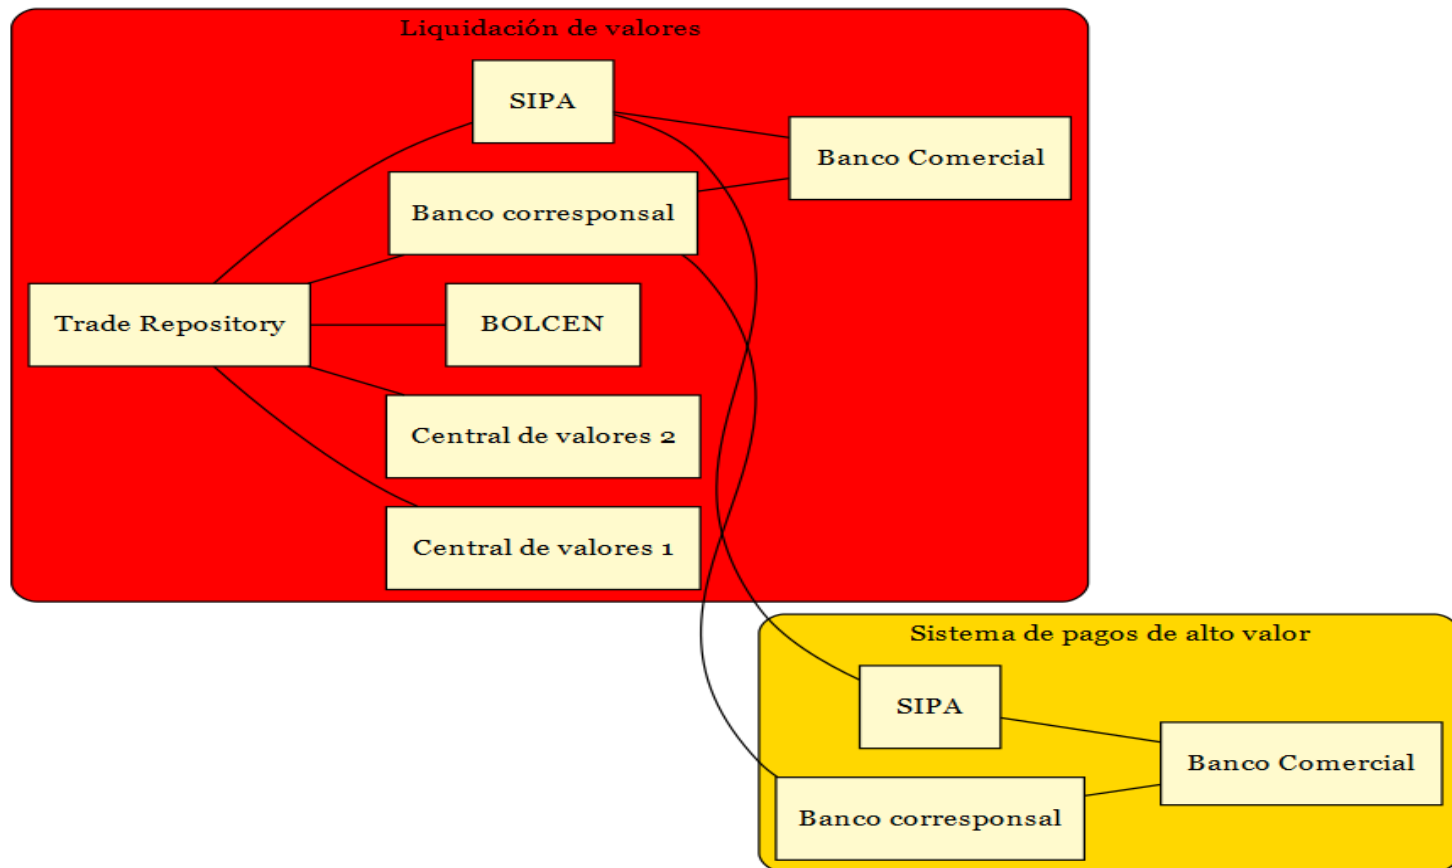 Liquidación de valores
SIPA
Banco Comercial
Banco corresponsal
Trade Repository
BOLCEN
Central de valores 2
Central de valores 1
Sistema de pagos de alto valor
SIPA
Banco Comercial
Banco corresponsal